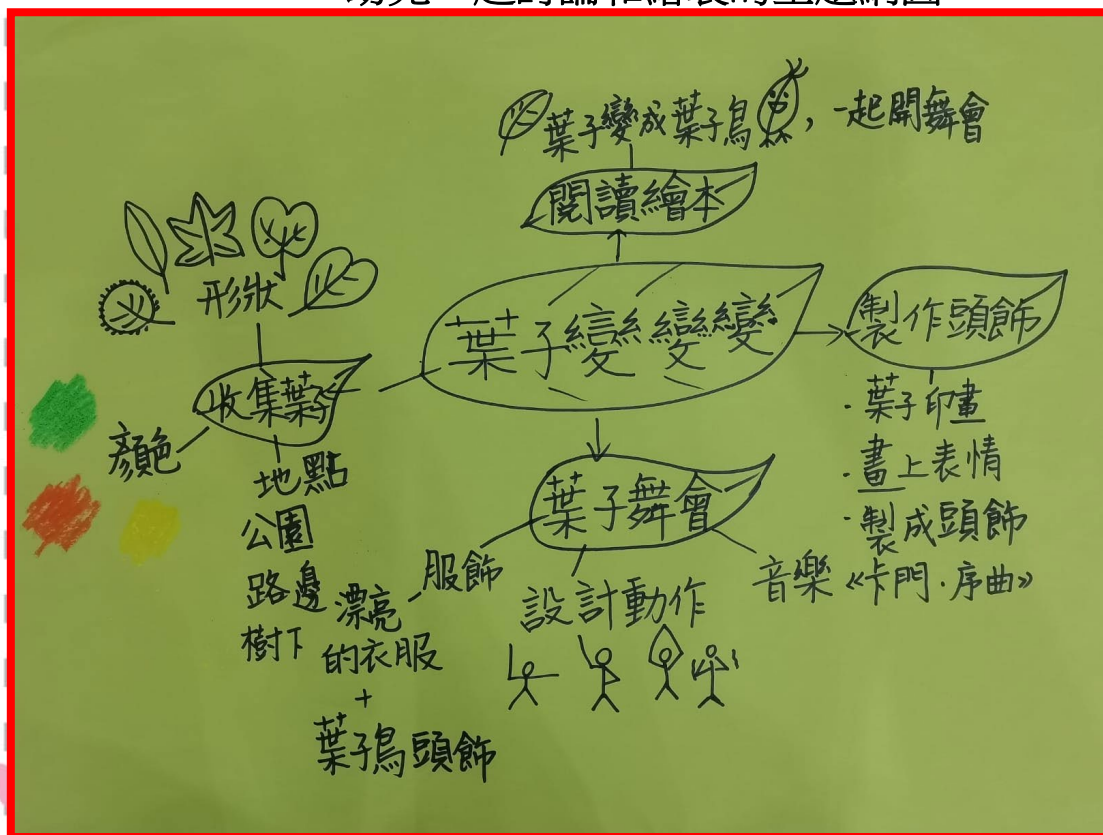 葉子變成葉子鳥，一起開舞會
閱讀繪本
形狀
葉子變變變
製作頭飾
收集葉子
顏色
·葉子印畫
·畫上表情
·製成頭飾
地點
公園
路邊
樹下
葉子舞會
服飾
漂亮
的衣服
+
葉子鳥頭飾
設計動作
音樂《卡門·序曲》